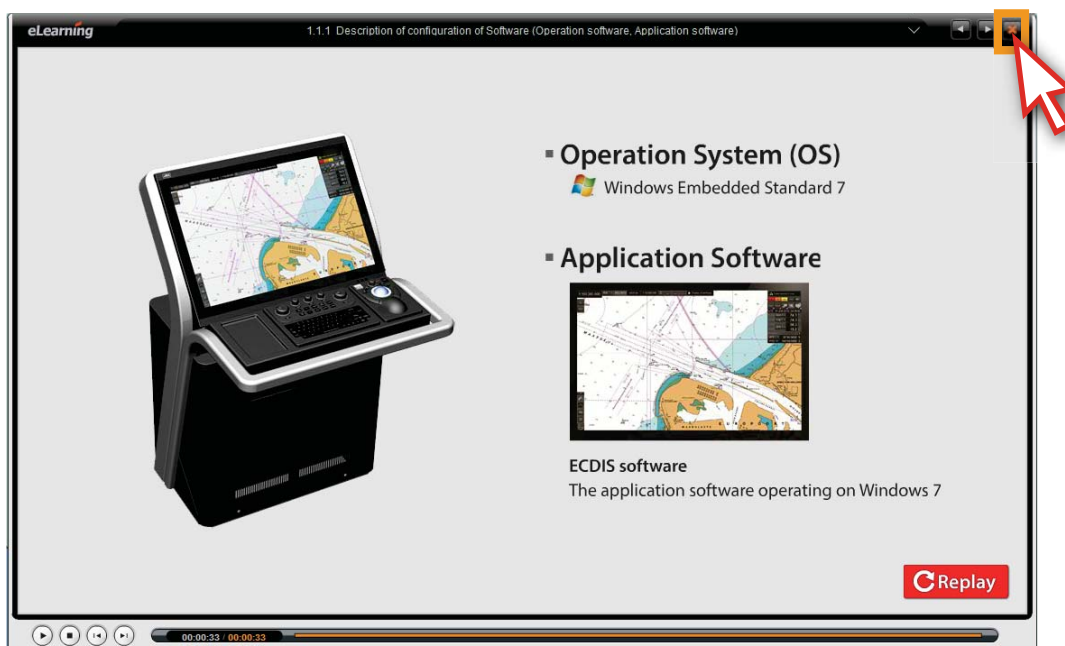 eLearning
1.1.1 Description of configuration of Software (Operation software, Application software)
▪ Operation System (OS)
Windows Embedded Standard 7
▪ Application Software
ECDIS software
The application software operating on Windows 7
Replay
00:00:33 / 00:00:33